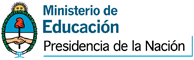 Ministerio de
Educación
Presidencia de la Nación